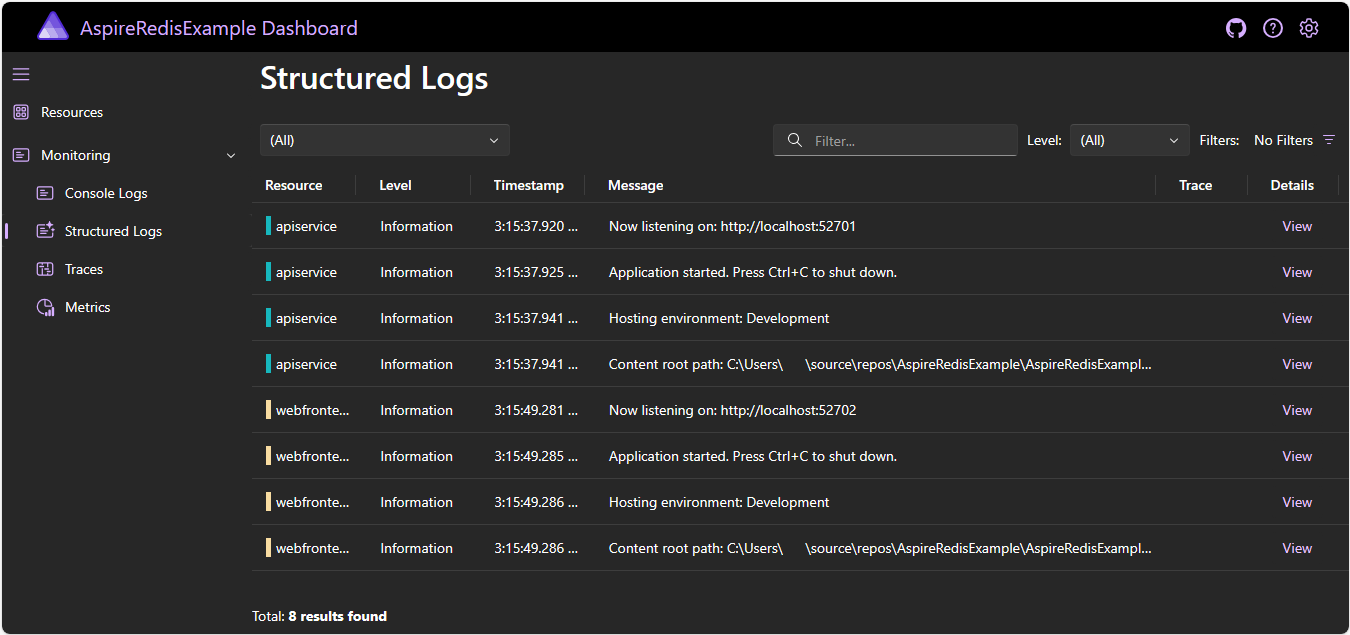 AspireRedisExample Dashboard
Structured Logs
Resources
Monitoring
Console Logs
Structured Logs
Traces
Metrics
(All) Filter... Level: (All) Filters: No Filters
Resource Level Timestamp Message Trace Details
apiservice Information 3:15:37.920 ... Now listening on: http://localhost:52701 View
apiservice Information 3:15:37.925 ... Application started. Press Ctrl+C to shut down. View
apiservice Information 3:15:37.941 ... Hosting environment: Development View
apiservice Information 3:15:37.941 ... Content root path: C:\Users\ \source\repos\AspireRedisExample\AspireRedisExampl... View
webfronte... Information 3:15:49.281 ... Now listening on: http://localhost:52702 View
webfronte... Information 3:15:49.285 ... Application started. Press Ctrl+C to shut down. View
webfronte... Information 3:15:49.286 ... Hosting environment: Development View
webfronte... Information 3:15:49.286 ... Content root path: C:\Users\ \source\repos\AspireRedisExample\AspireRedisExampl... View
Total: 8 results found